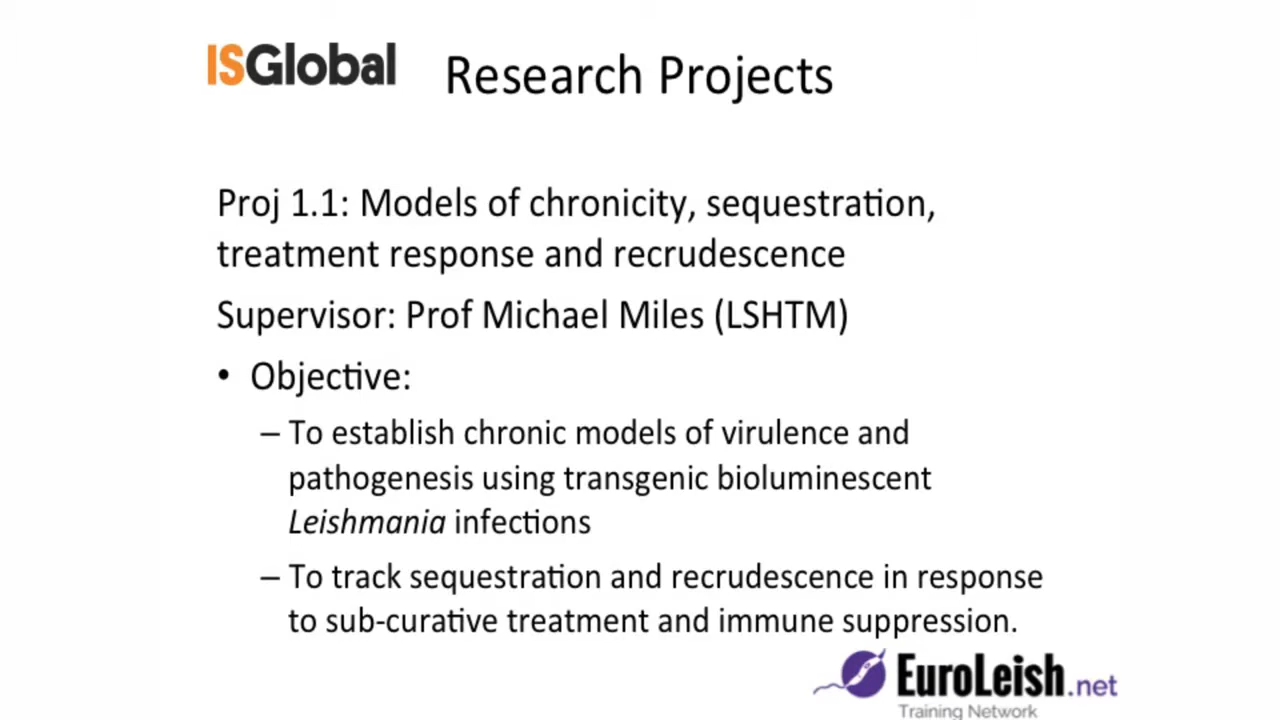 ISGlobal
Research Projects
Proj 1.1: Models of chronicity, sequestration,
treatment response and recrudescence
Supervisor: Prof Michael Miles (LSHTM)
• Objective:
– To establish chronic models of virulence and
pathogenesis using transgenic bioluminescent
Leishmania infections
– To track sequestration and recrudescence in response
to sub-curative treatment and immune suppression.
EuroLeish.net
Training Network